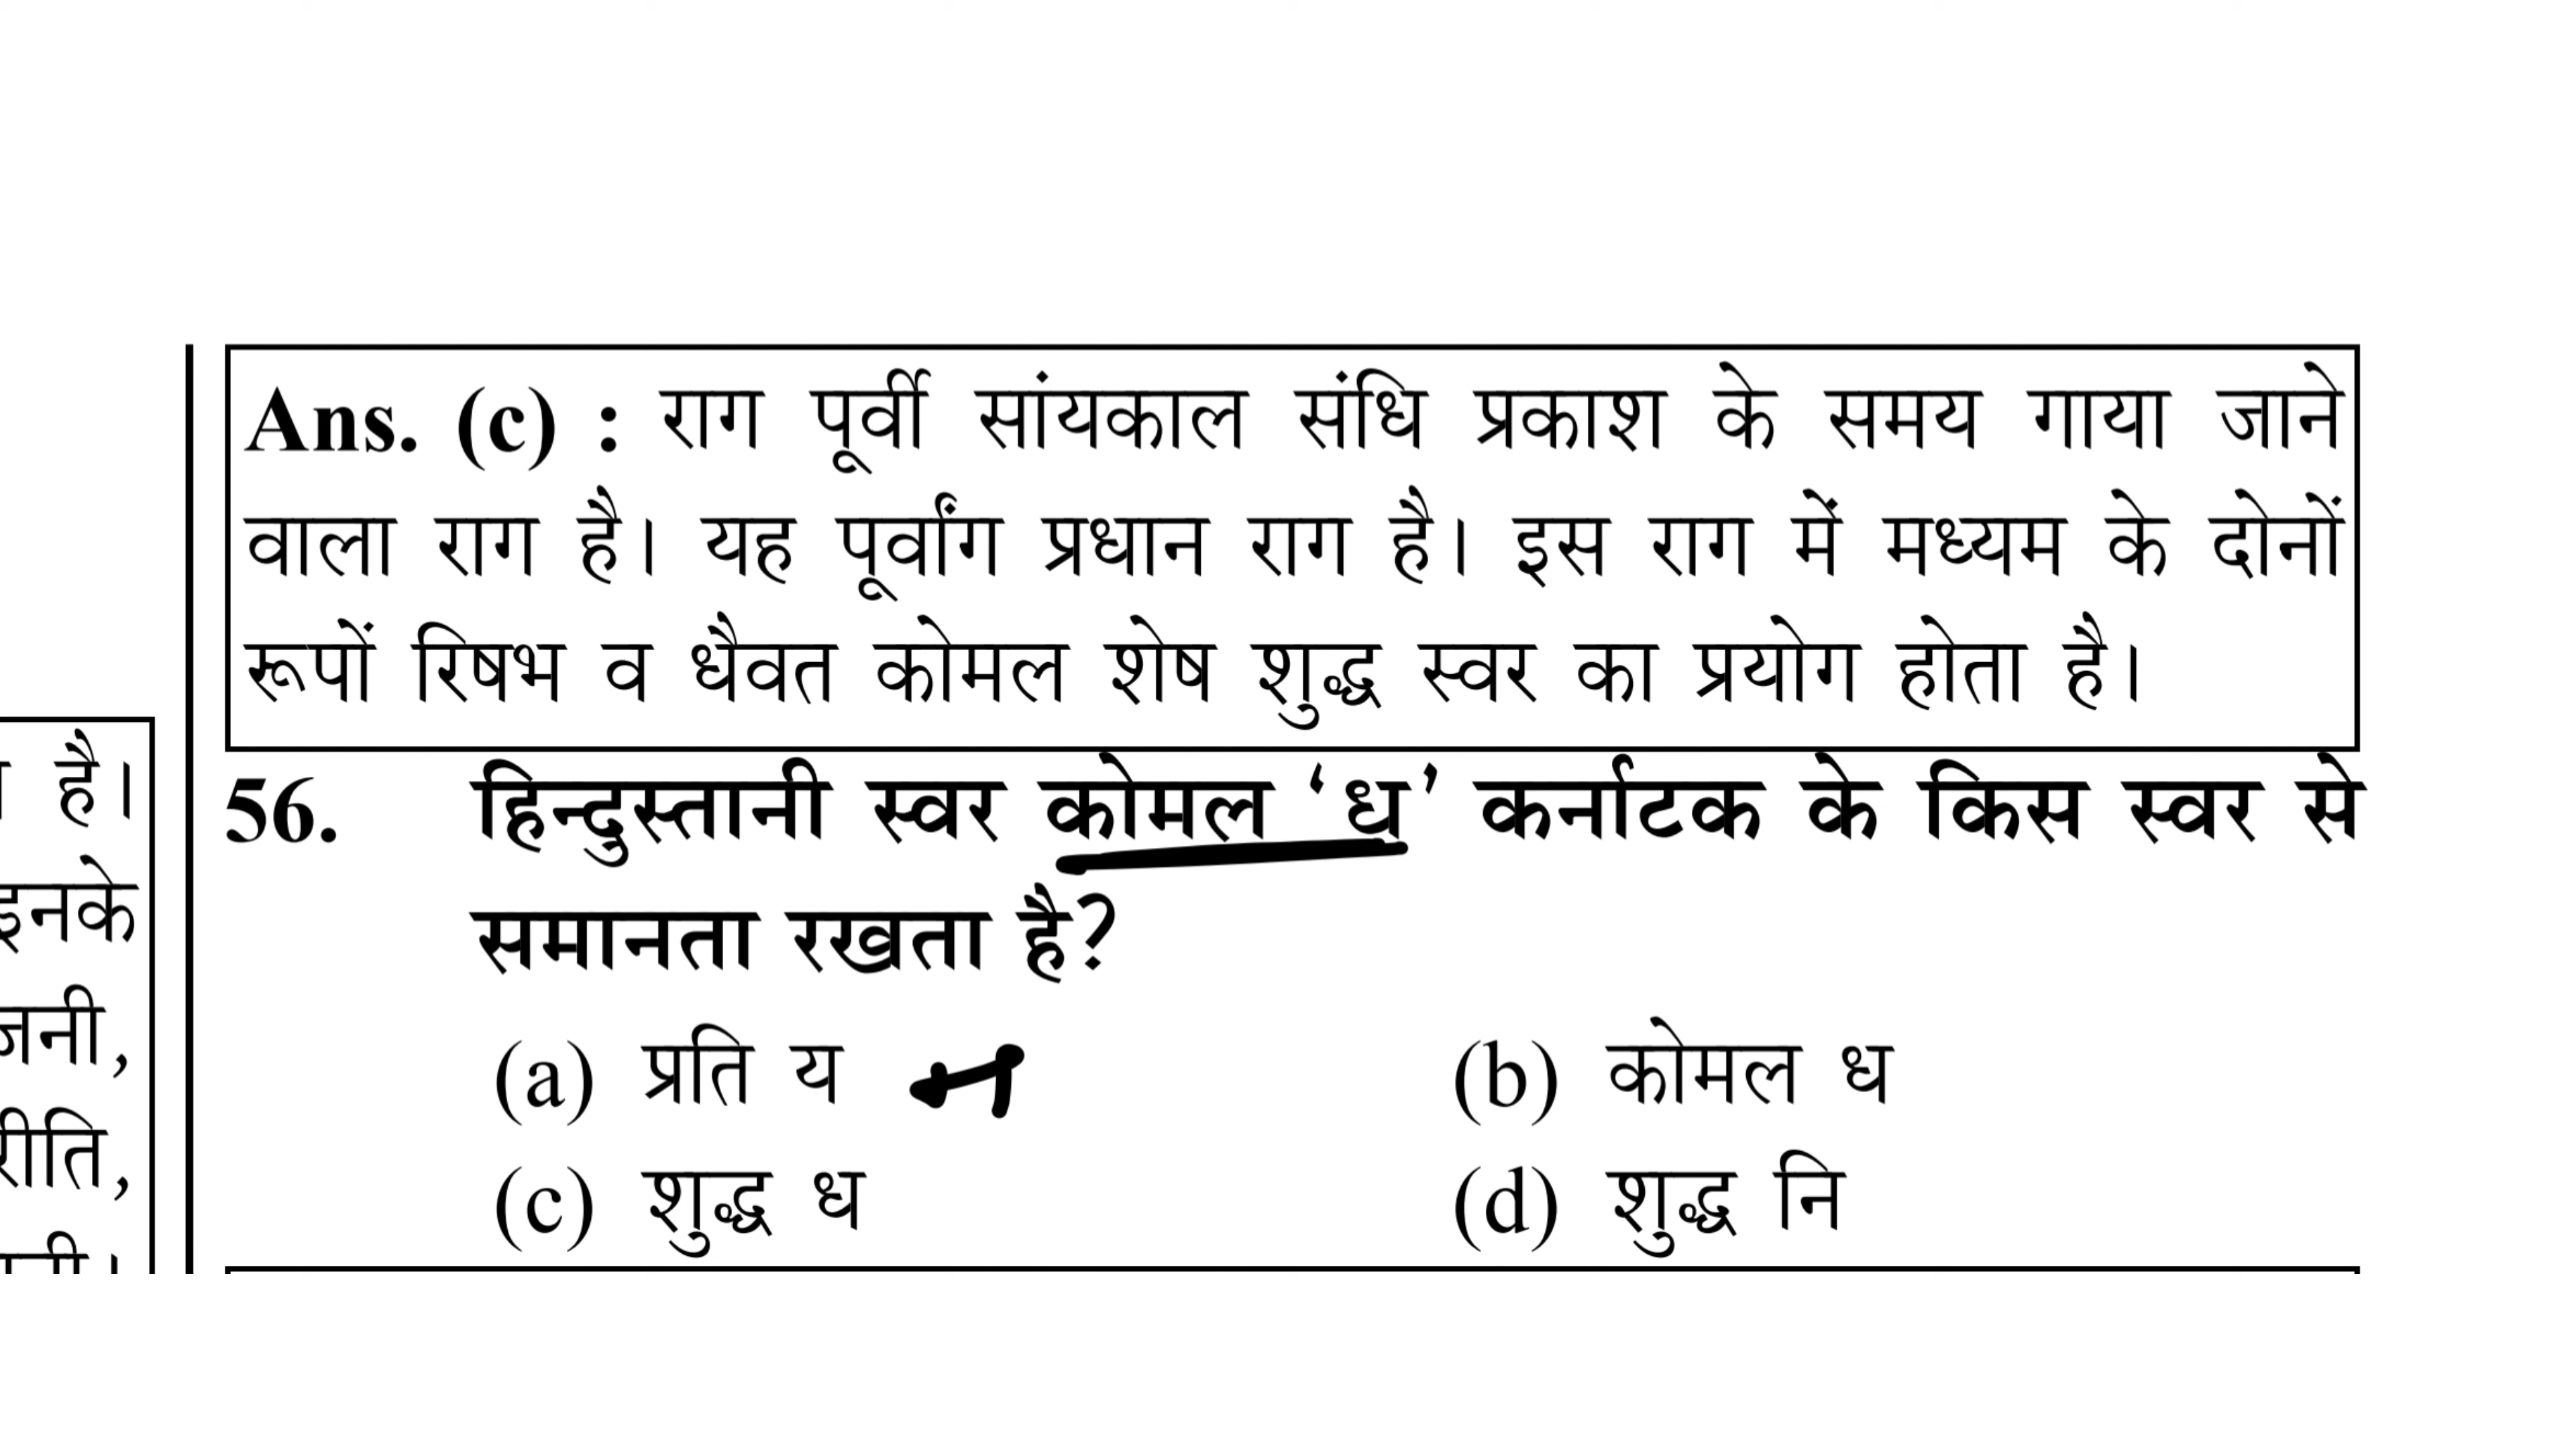 Ans. (c) : राग पूर्वी सांयकाल संधि प्रकाश के समय गाया जाने
वाला राग है। यह पूर्वांग प्रधान राग है। इस राग में मध्यम के दोनों
रूपों रिषभ व धैवत कोमल शेष शुद्ध स्वर का प्रयोग होता है।
56. हिन्दुस्तानी स्वर कोमल ‘ध’ कर्नाटक के किस स्वर से
समानता रखता है?
(a) प्रति य (b) कोमल ध
(c) शुद्ध ध (d) शुद्ध नि
है।
इनके